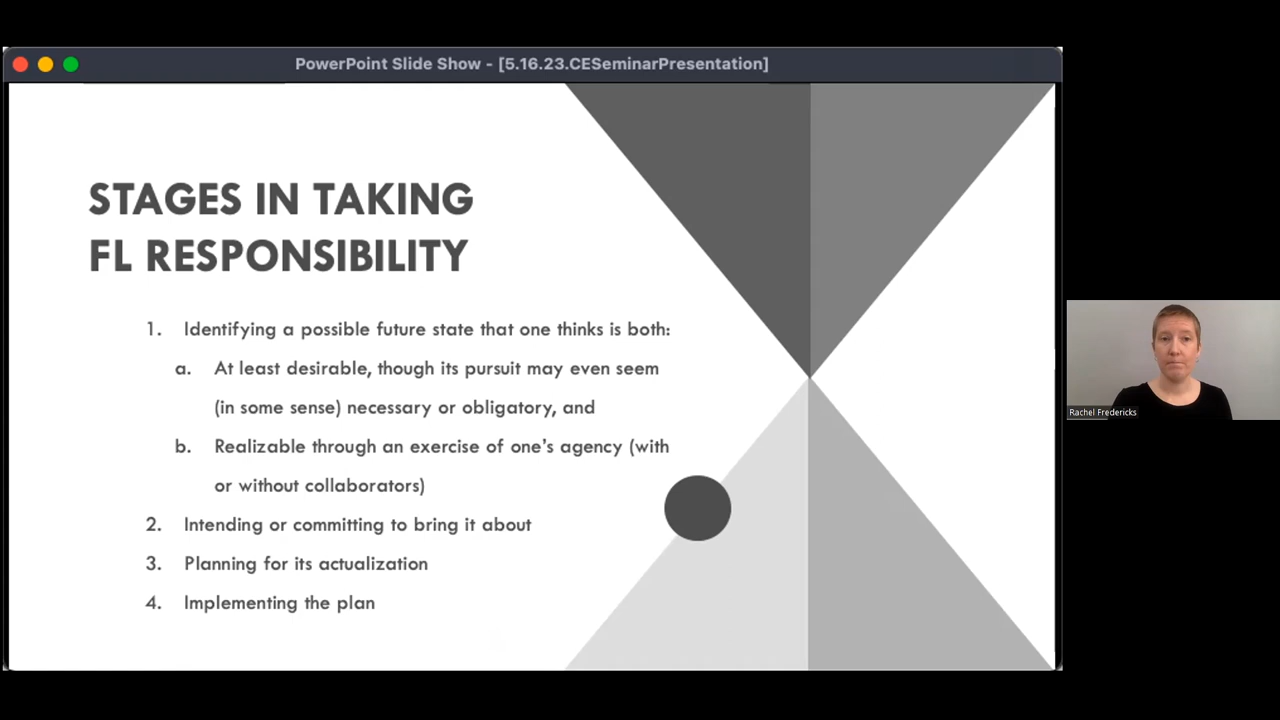 PowerPoint Slide Show - [5.16.23.CESeminarPresentation]
STAGES IN TAKING
FL RESPONSIBILITY
1. Identifying a possible future state that one thinks is both:
a. At least desirable, though its pursuit may even seem
(in some sense) necessary or obligatory, and
b. Realizable through an exercise of one's agency (with
or without collaborators)
2. Intending or committing to bring it about
3. Planning for its actualization
4. Implementing the plan
Rachel Fredericks